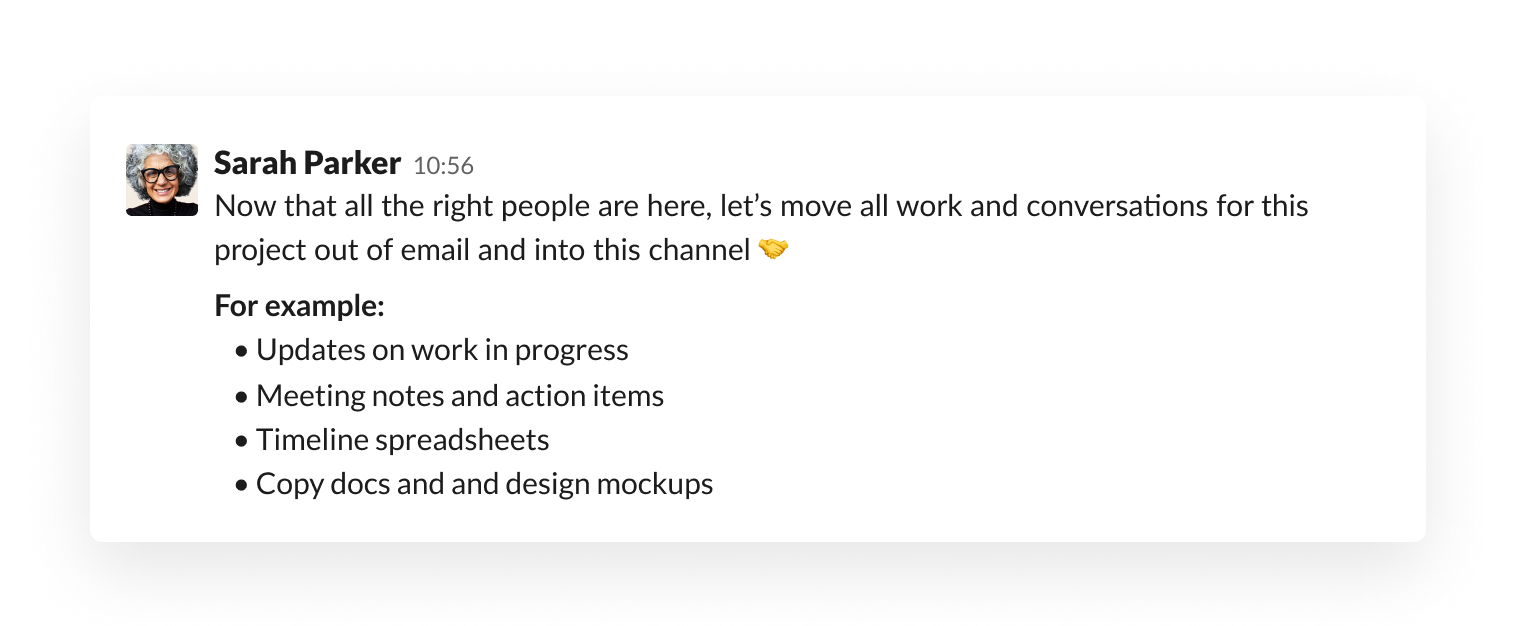 Sarah Parker 10:56
Now that all the right people are here, let’s move all work and conversations for this
project out of email and into this channel 🤝
For example:
• Updates on work in progress
• Meeting notes and action items
• Timeline spreadsheets
• Copy docs and and design mockups